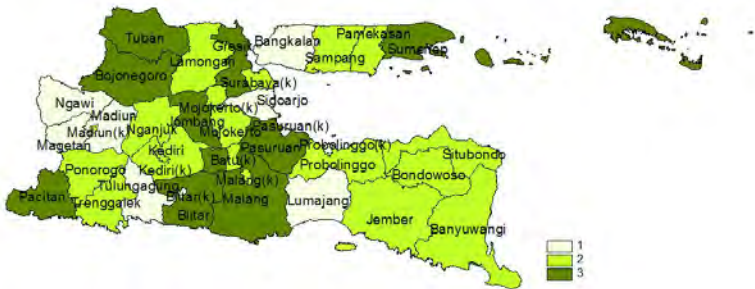 Tuban
Gresik
Bangkalan
Pamekasan
Sumenep
Lamongan
Sampang
Bojonegoro
Surabaya(k)
Ngawi
Mojokerto(k)
Sidoarjo
Madiun
Jombang
Nganjuk
Madiun(k)
Mojokerto
Pasuruan(k)
Magetan
Kediri
Pasuruan
Probolinggo(k)
Situbondo
Ponorogo
Batu(k)
Probolinggo
Kediri(k)
Bondowoso
Tulungagung
Malang(k)
Pacitan
Trenggalek
Blitar(k)
Malang
Lumajang
Blitar
Jember
Banyuwangi
1
2
3